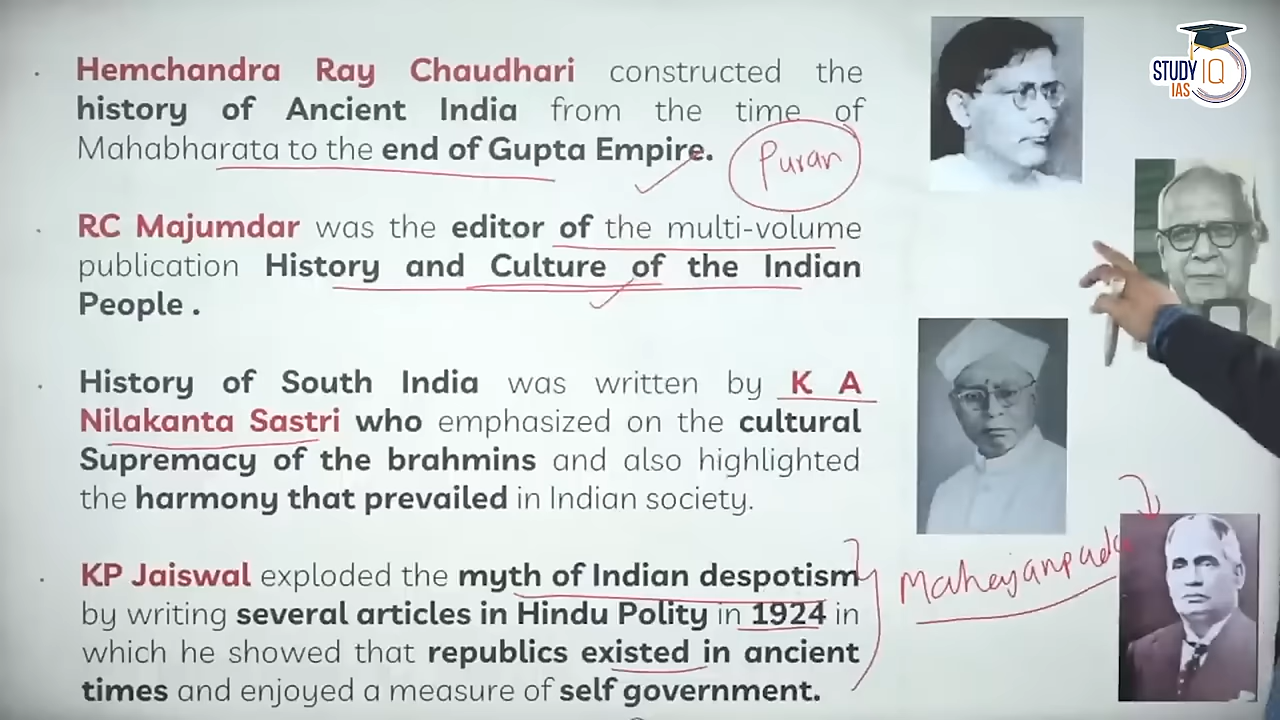 Hemchandra Ray Chaudhari constructed the
history of Ancient India from the time of
Mahabharata to the end of Gupta Empire.
Puran
RC Majumdar was the editor of the multi-volume
publication History and Culture of the Indian
People .
History of South India was written by K A
Nilakanta Sastri who emphasized on the cultural
Supremacy of the brahmins and also highlighted
the harmony that prevailed in Indian society.
KP Jaiswal exploded the myth of Indian despotism
by writing several articles in Hindu Polity in 1924 in
which he showed that republics existed in ancient
times and enjoyed a measure of self government.
Mahajanpada
STUDY IQ
IAS